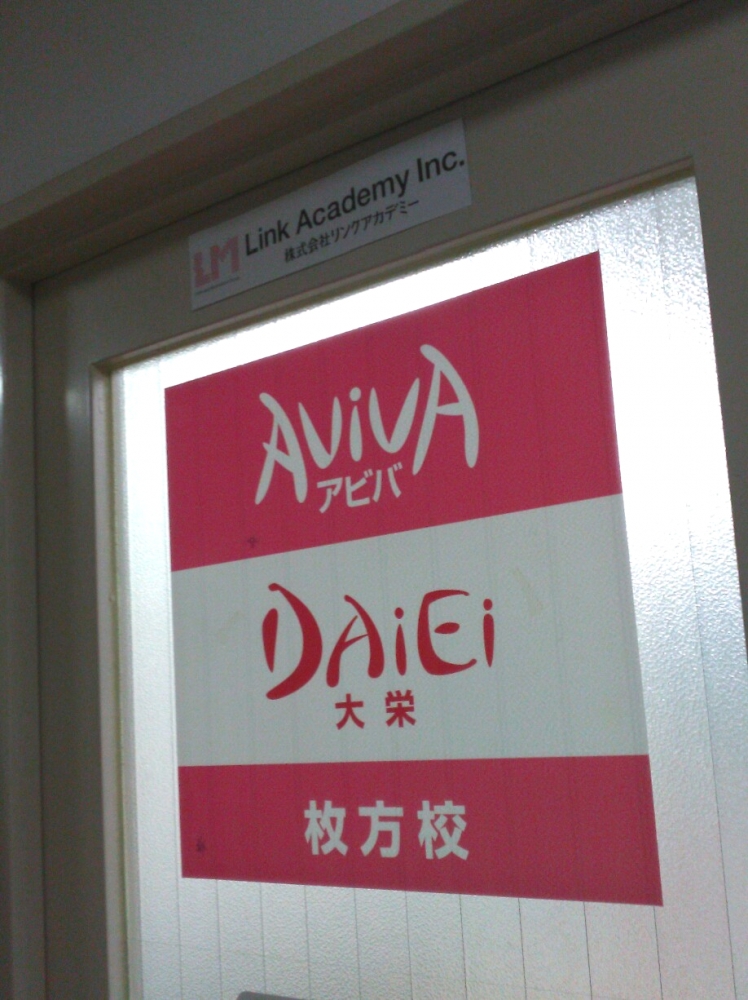 LM Link Academy Inc.
株式会社リンクアカデミー
AViVA
アビバ
DAiEi
大栄
枚方校